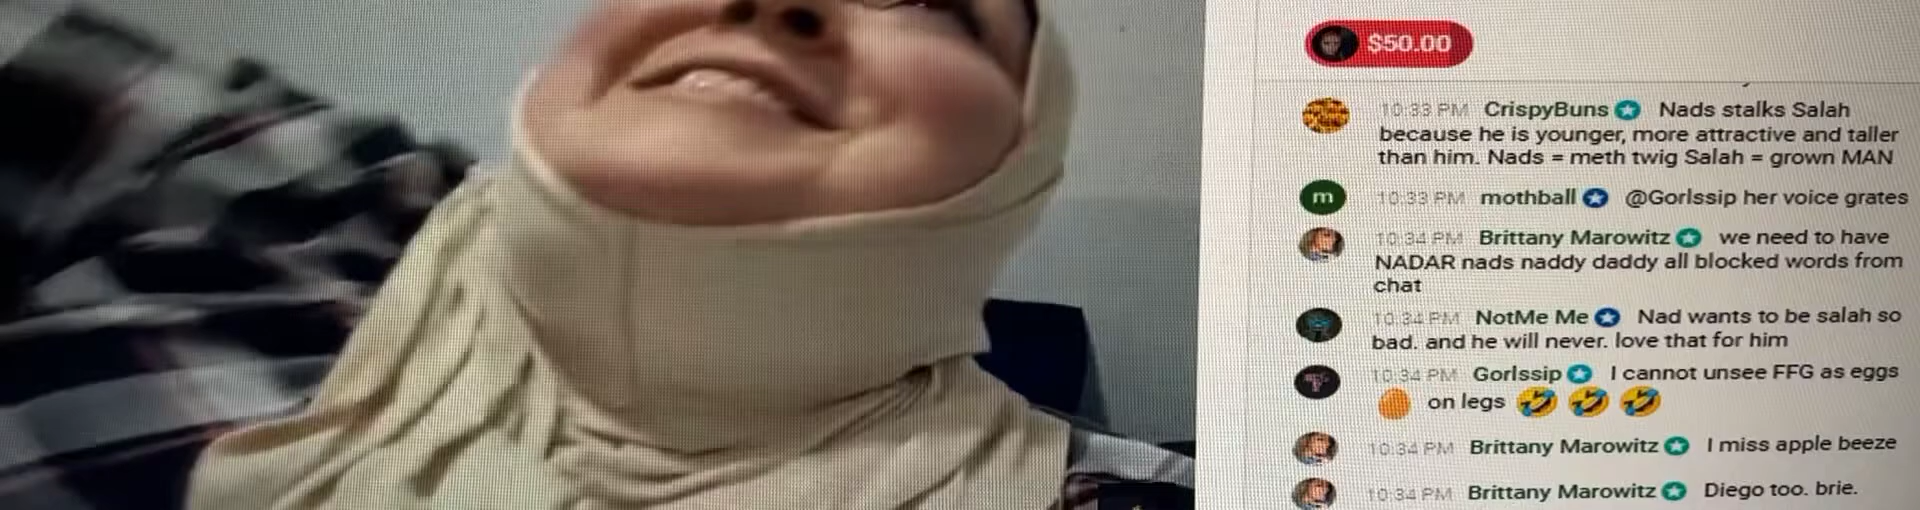 $50.00
10:33 PM CrispyBuns Nads stalks Salah
because he is younger, more attractive and taller
than him. Nads = meth twig Salah = grown MAN
m 10:33 PM mothball @Gorlssip her voice grates
10:34 PM Brittany Marowitz we need to have
NADAR nads naddy daddy all blocked words from
chat
10:34 PM NotMe Me Nad wants to be salah so
bad. and he will never. love that for him
10:34 PM Gorlssip I cannot unsee FFG as eggs
🥚 on legs 🤣 🤣 🤣
10:34 PM Brittany Marowitz I miss apple beeze
10:34 PM Brittany Marowitz Diego too. brie.